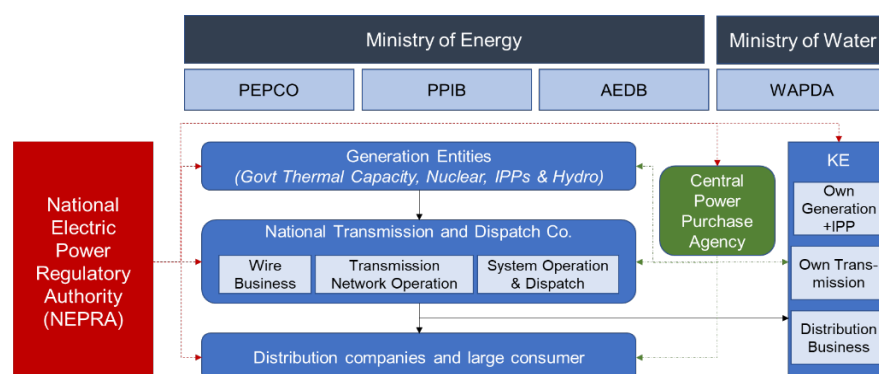 Ministry of Energy
Ministry of Water
PEPCO
PPIB
AEDB
WAPDA
National
Electric
Power
Regulatory
Authority
(NEPRA)
Generation Entities
(Govt Thermal Capacity, Nuclear, IPPs & Hydro)
National Transmission and Dispatch Co.
Wire
Business
Transmission
Network Operation
System Operation
& Dispatch
Distribution companies and large consumer
Central
Power
Purchase
Agency
KE
Own
Generation
+IPP
Own Trans-
mission
Distribution
Business